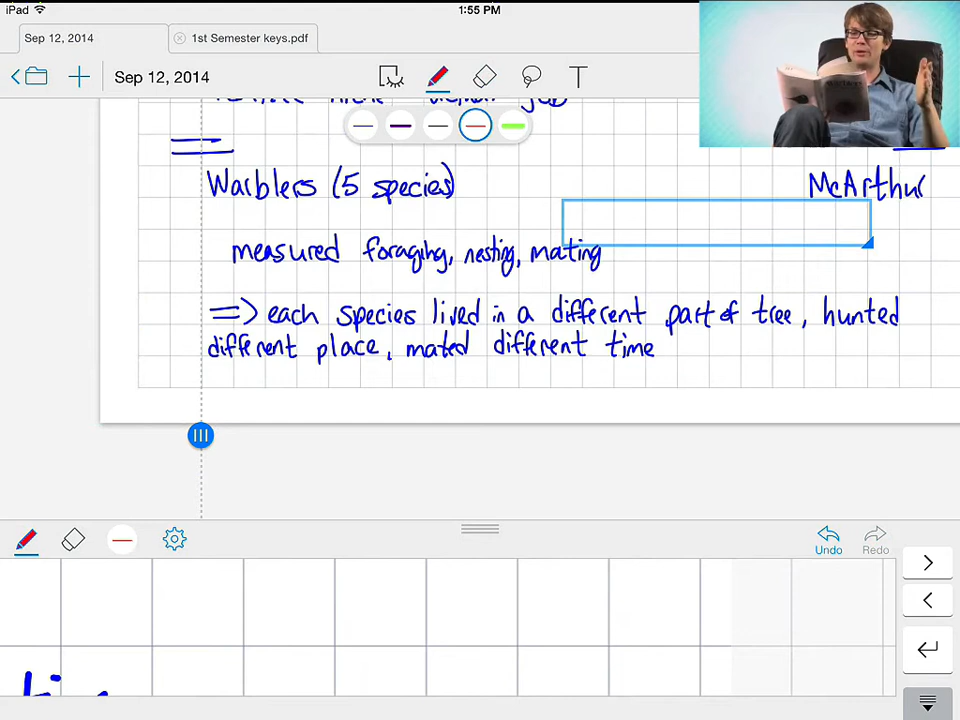 iPad 1:55 PM
Sep 12, 2014 1st Semester keys.pdf
Sep 12, 2014 T
Warblers (5 species) McArthur
measured foraging, nesting, mating
=> each species lived in a different part of tree, hunted
different place, mated different time
Undo Redo